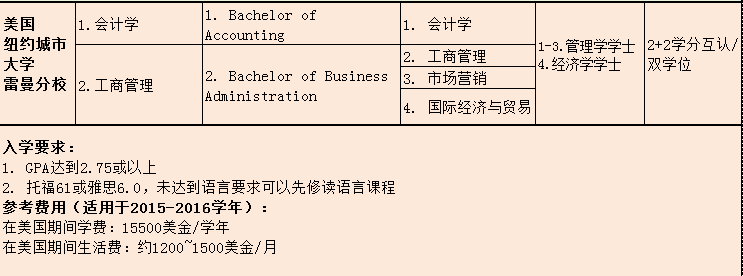 美国
纽约城市
大学
雷曼分校
1.会计学
2.工商管理
1. Bachelor of
Accounting
2. Bachelor of Business
Administration
1. 会计学
2. 工商管理
3. 市场营销
4. 国际经济与贸易
1-3.管理学学士
4.经济学学士
2+2学分互认/
双学位
入学要求：
1. GPA达到2.75或以上
2. 托福61或雅思6.0，未达到语言要求可以先修读语言课程
参考费用（适用于2015-2016学年）：
在美国期间学费：15500美金/学年
在美国期间生活费：约1200~1500美金/月